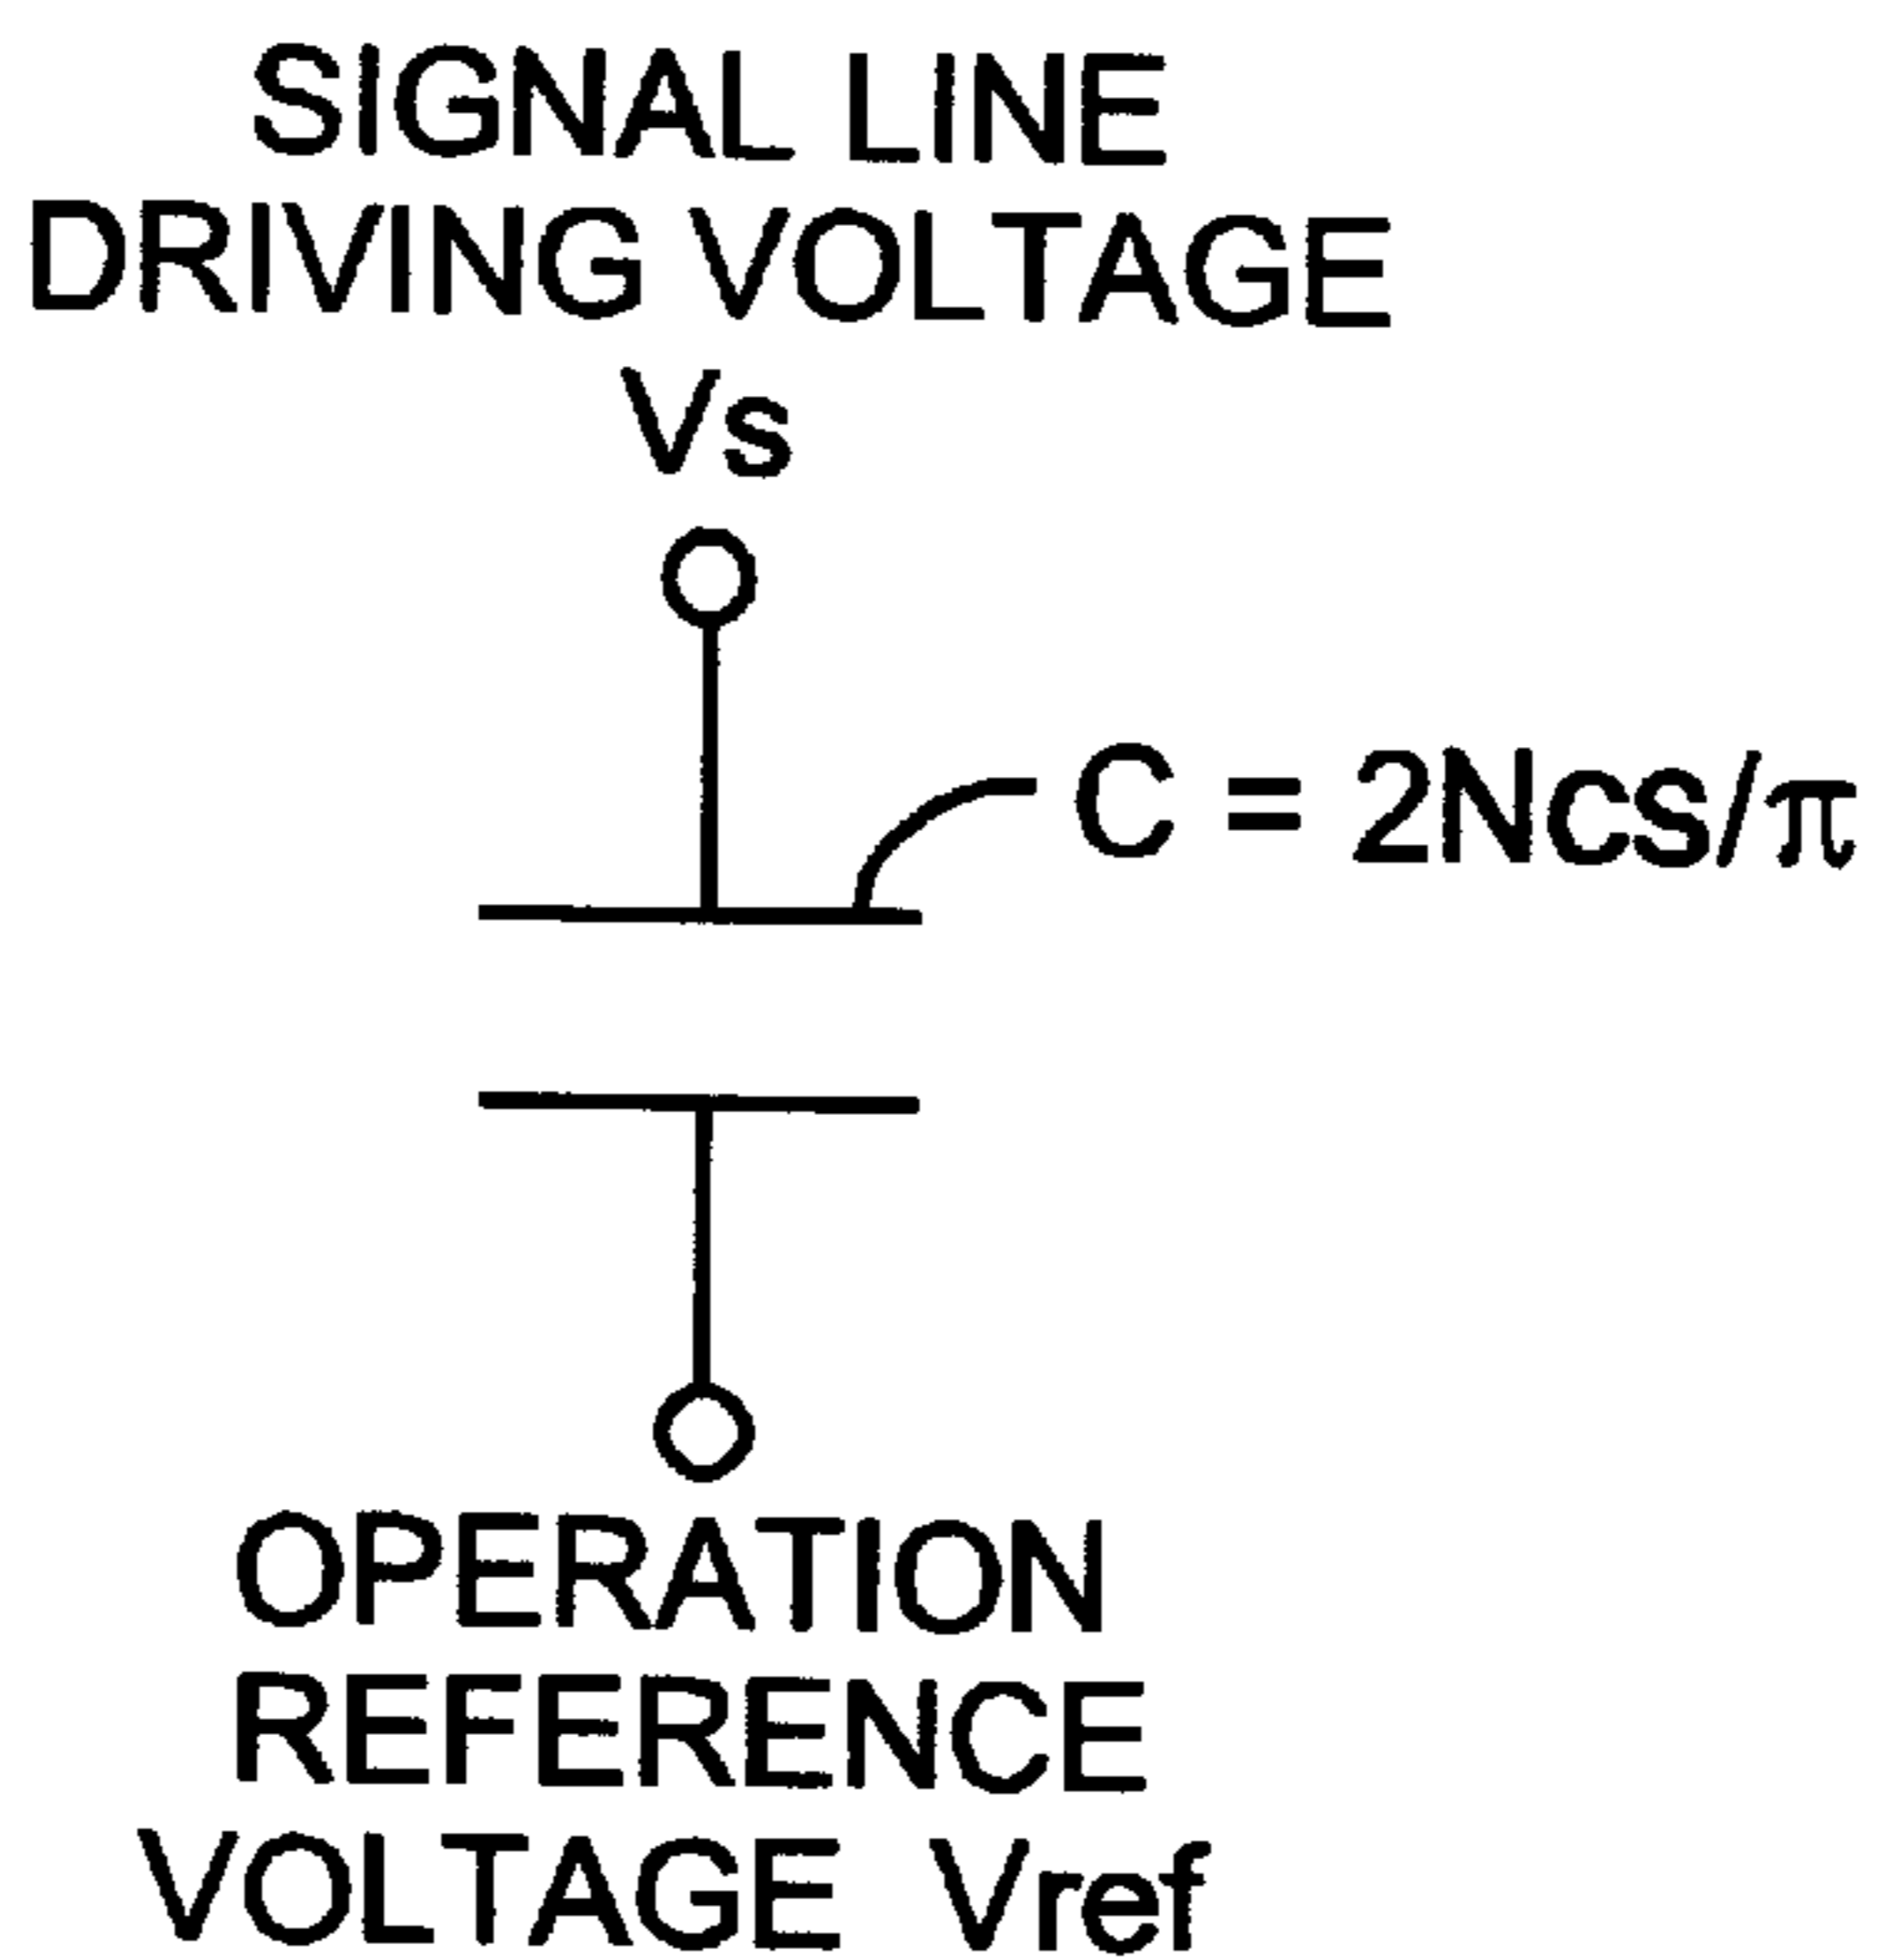 SIGNAL LINE
DRIVING VOLTAGE
Vs
C = 2Ncs/π
OPERATION
REFERENCE
VOLTAGE Vref